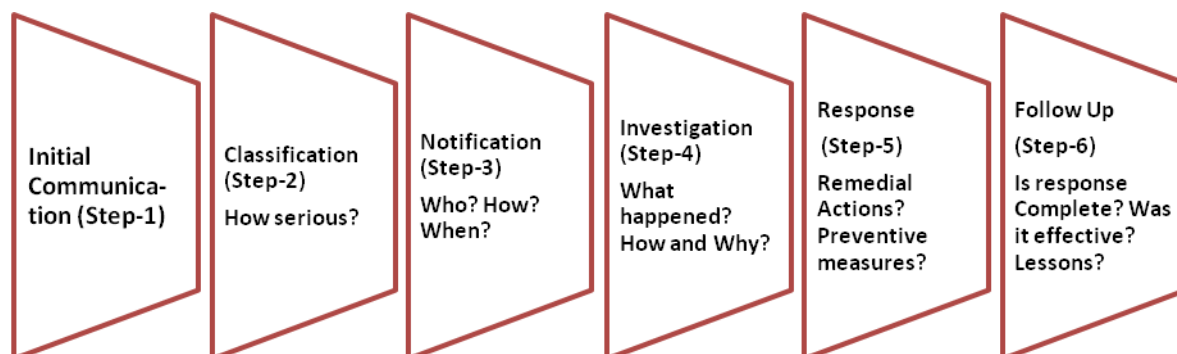 Initial
Communica-
tion (Step-1)
Classification
(Step-2)
How serious?
Notification
(Step-3)
Who? How?
When?
Investigation
(Step-4)
What
happened?
How and Why?
Response
(Step-5)
Remedial
Actions?
Preventive
measures?
Follow Up
(Step-6)
Is response
Complete? Was
it effective?
Lessons?